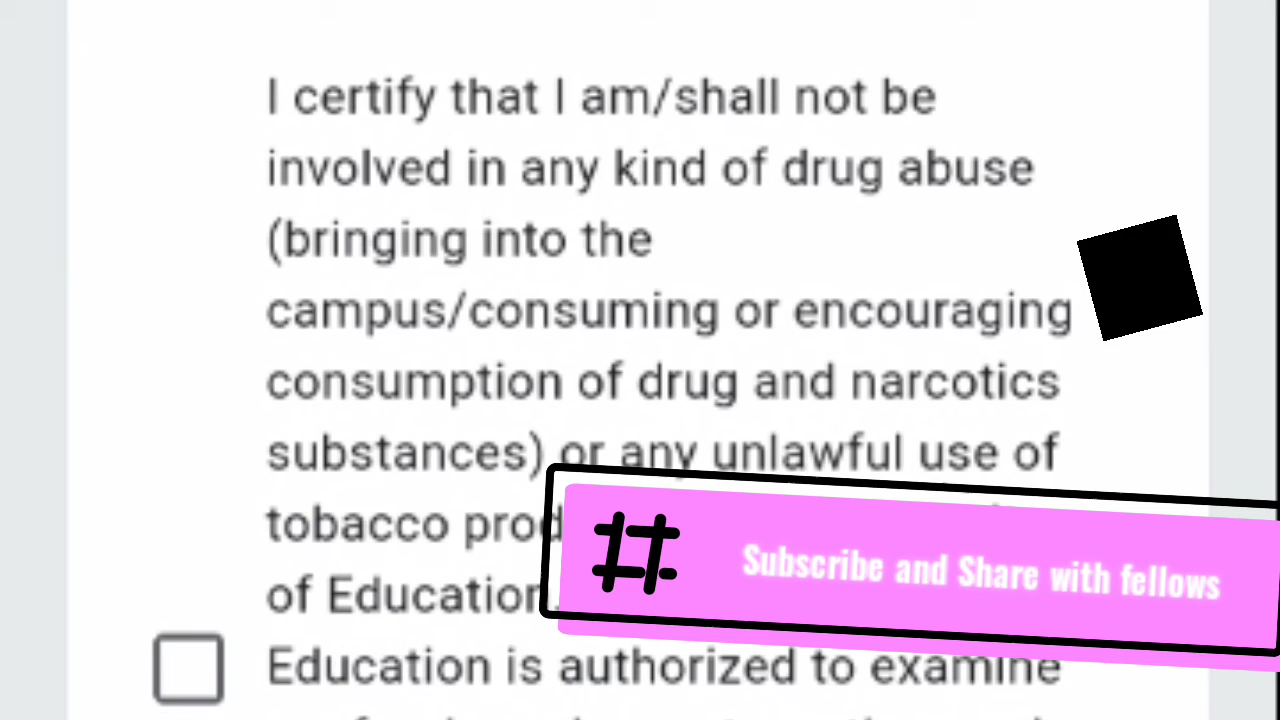 I certify that I am/shall not be
involved in any kind of drug abuse
(bringing into the
campus/consuming or encouraging
consumption of drug and narcotics
substances) or any unlawful use of
tobacco
of Education.
Education is authorized to examine
Subscribe and Share with fellows